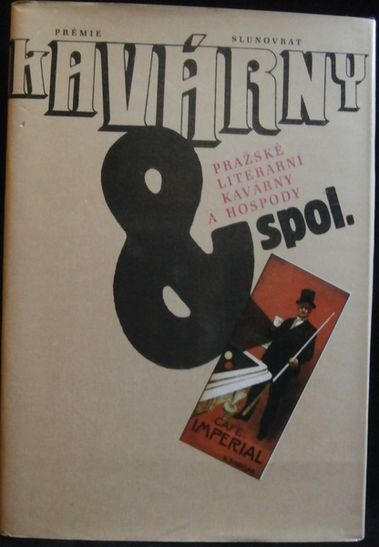 PRÉMIE SLUNOVRAT
KAVÁRNY
&
PRAŽSKÉ
LITERÁRNÍ
KAVÁRNY
A HOSPODY
spol.
CAFÉ
IMPERIAL